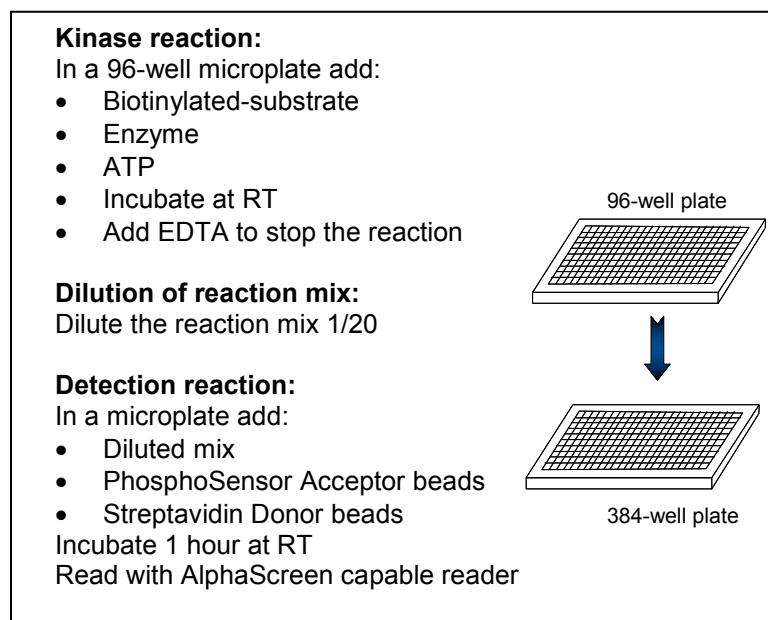 Kinase reaction:
In a 96-well microplate add:
• Biotinylated-substrate
• Enzyme
• ATP
• Incubate at RT
• Add EDTA to stop the reaction
96-well plate
Dilution of reaction mix:
Dilute the reaction mix 1/20
Detection reaction:
In a microplate add:
• Diluted mix
• PhosphoSensor Acceptor beads
• Streptavidin Donor beads
384-well plate
Incubate 1 hour at RT
Read with AlphaScreen capable reader